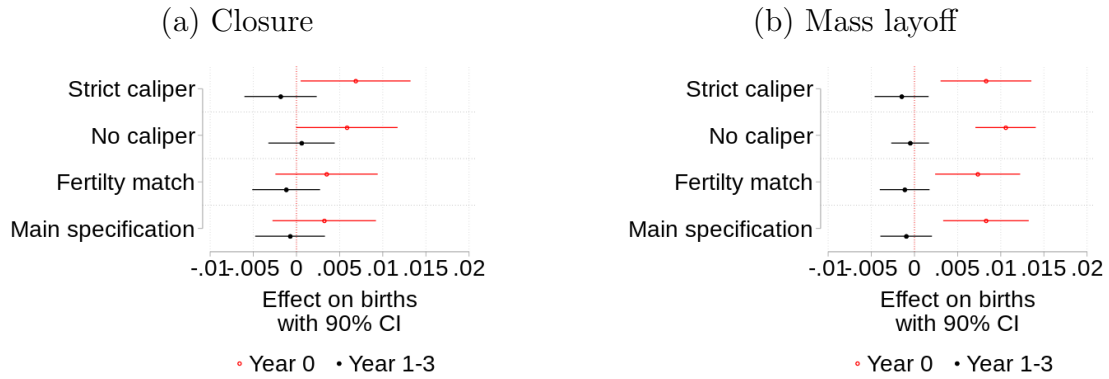 (a) Closure
Strict caliper
No caliper
Fertilty match
Main specification
-.01 -.005 0 .005 .01 .015 .02
Effect on births
with 90% CI
Year 0 Year 1-3
(b) Mass layoff
Strict caliper
No caliper
Fertilty match
Main specification
-.01 -.005 0 .005 .01 .015 .02
Effect on births
with 90% CI
Year 0 Year 1-3